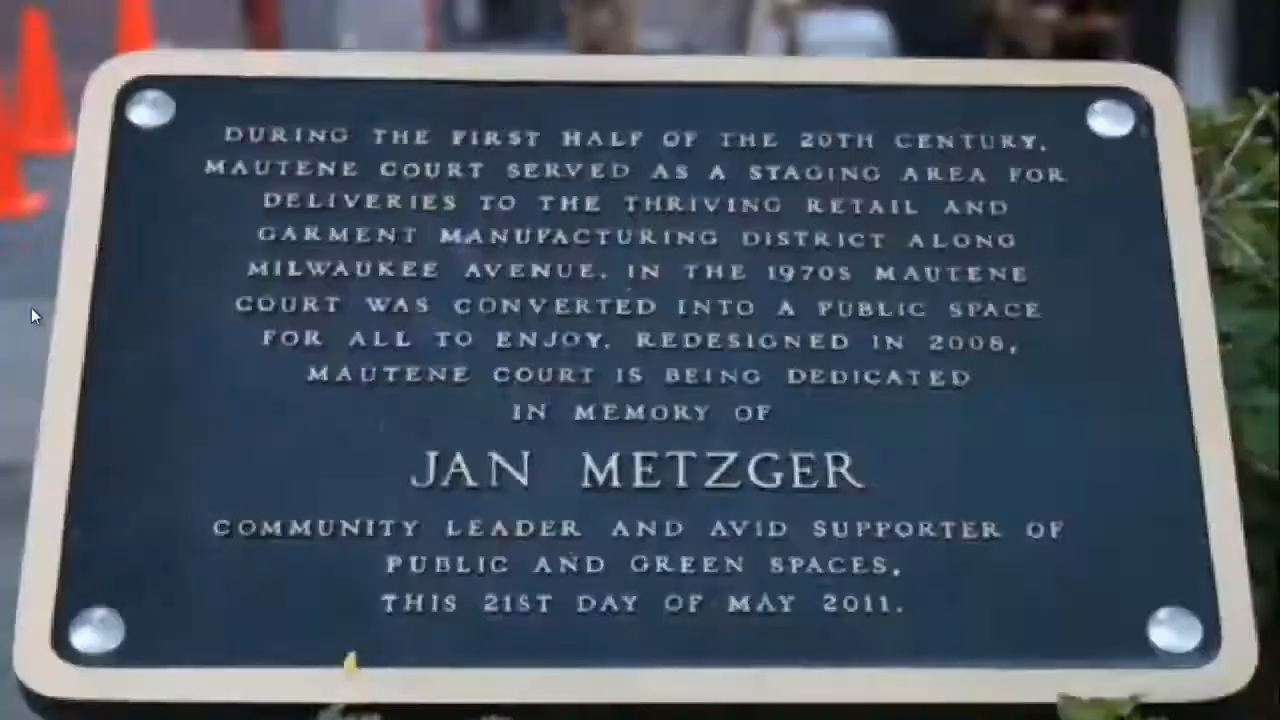 DURING THE FIRST HALF OF THE 20TH CENTURY,
MAUTENE COURT SERVED AS A STAGING AREA FOR
DELIVERIES TO THE THRIVING RETAIL AND
GARMENT MANUFACTURING DISTRICT ALONG
MILWAUKEE AVENUE. IN THE 1970S MAUTENE
COURT WAS CONVERTED INTO A PUBLIC SPACE
FOR ALL TO ENJOY. REDESIGNED IN 2008,
MAUTENE COURT IS BEING DEDICATED
IN MEMORY OF
JAN METZGER
COMMUNITY LEADER AND AVID SUPPORTER OF
PUBLIC AND GREEN SPACES.
THIS 21ST DAY OF MAY 2011.